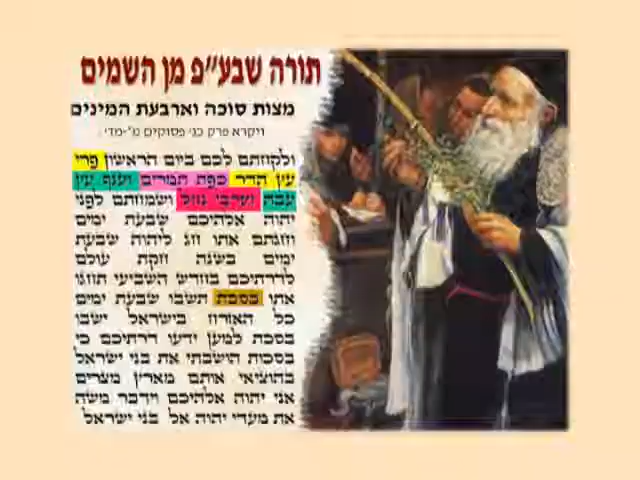 תורה שבע"פ מן השמים
מצות סוכה וארבעת המינים
ויקרא פרק כג פסוקים מ'-מד'
ולקחתם לכם ביום הראשון פרי
עץ הדר כפת תמרים וענף עץ
עבת וערבי נחל ושמחתם לפני
יהוה אלהיכם שבעת ימים
וחגתם אתו חג ליהוה שבעת
ימים בשנה חקת עולם
לדרתיכם בחדש השביעי תחגו
אתו בסכת תשבו שבעת ימים
כל האזרח בישראל ישבו
בסכת למען ידעו דרתיכם כי
בסכות הושבתי את בני ישראל
בהוציאי אותם מארץ מצרים
אני יהוה אלהיכם וידבר משה
את מעדי יהוה אל בני ישראל